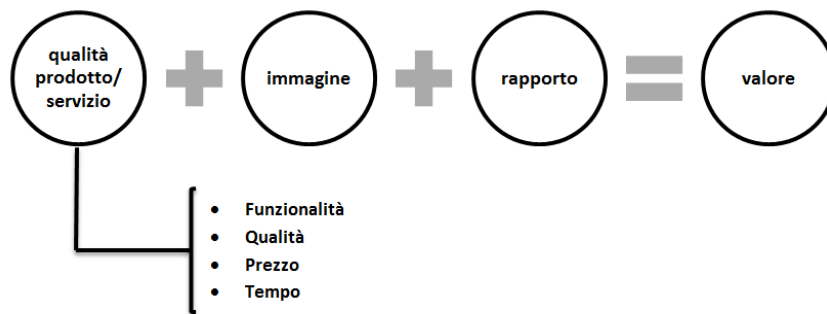 qualità
prodotto/
servizio
immagine
rapporto
valore
• Funzionalità
• Qualità
• Prezzo
• Tempo